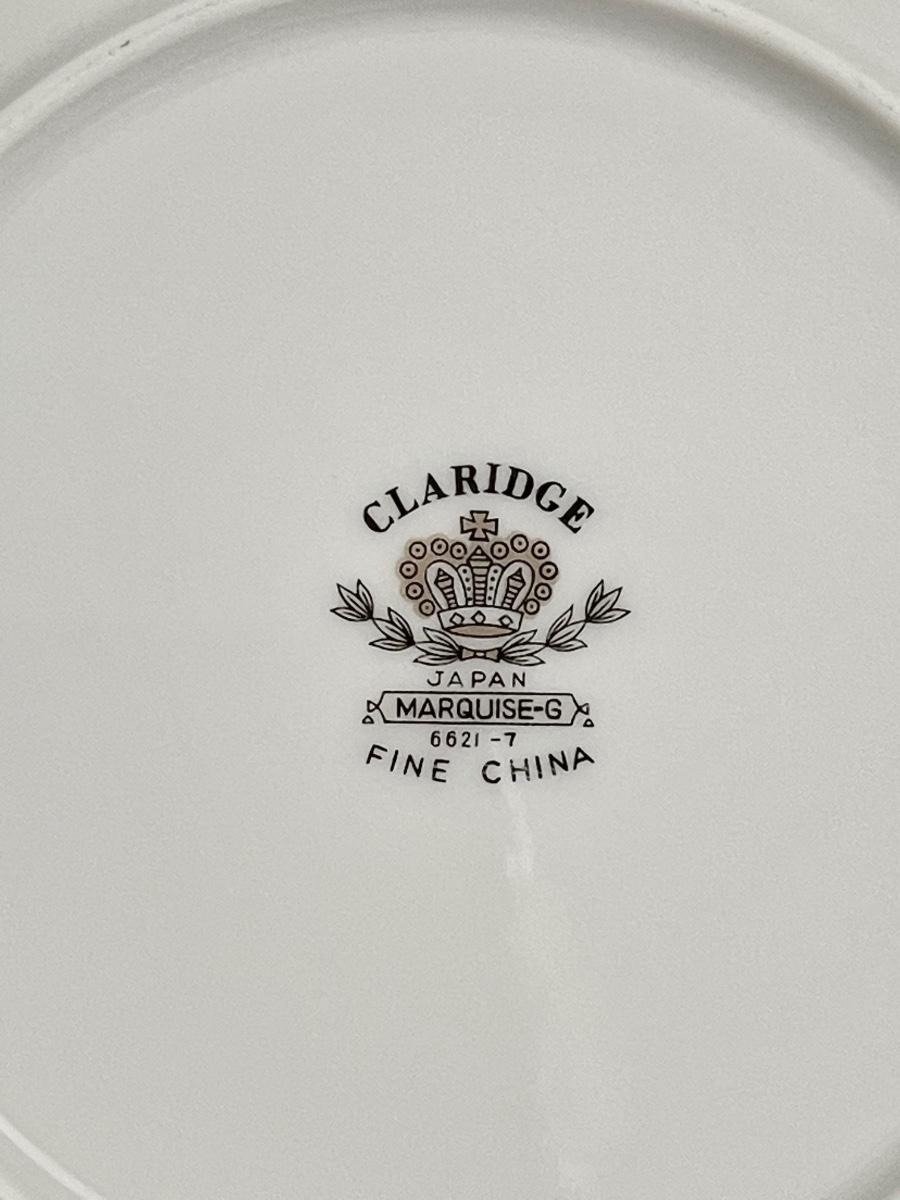 CLARIDGE
JAPAN
MARQUISE-G
6621-7
FINE CHINA